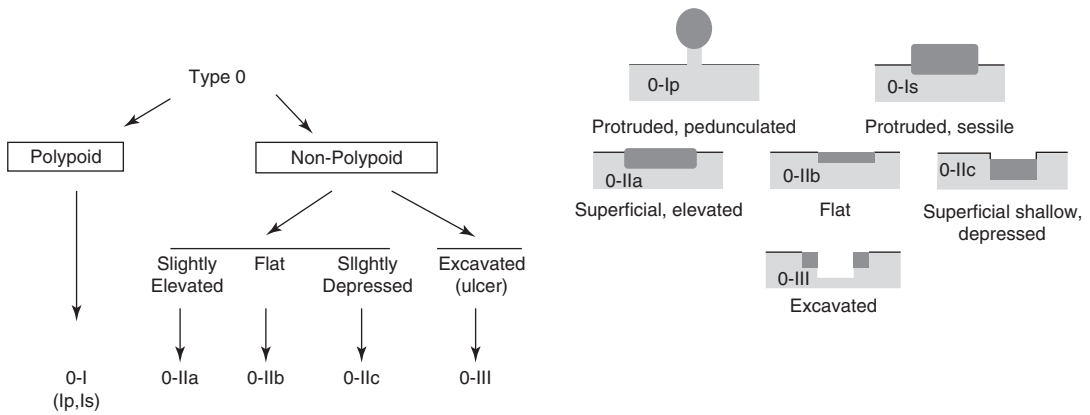 Type 0
Polypoid
Non-Polypoid
Slightly
Elevated
Flat
Sllghtly
Depressed
Excavated
(ulcer)
0-I
(Ip,Is)
0-IIa
0-IIb
0-IIc
0-III
0-Ip
Protruded, pedunculated
0-Is
Protruded, sessile
0-IIa
Superficial, elevated
0-IIb
Flat
0-IIc
Superficial shallow,
depressed
0-III
Excavated